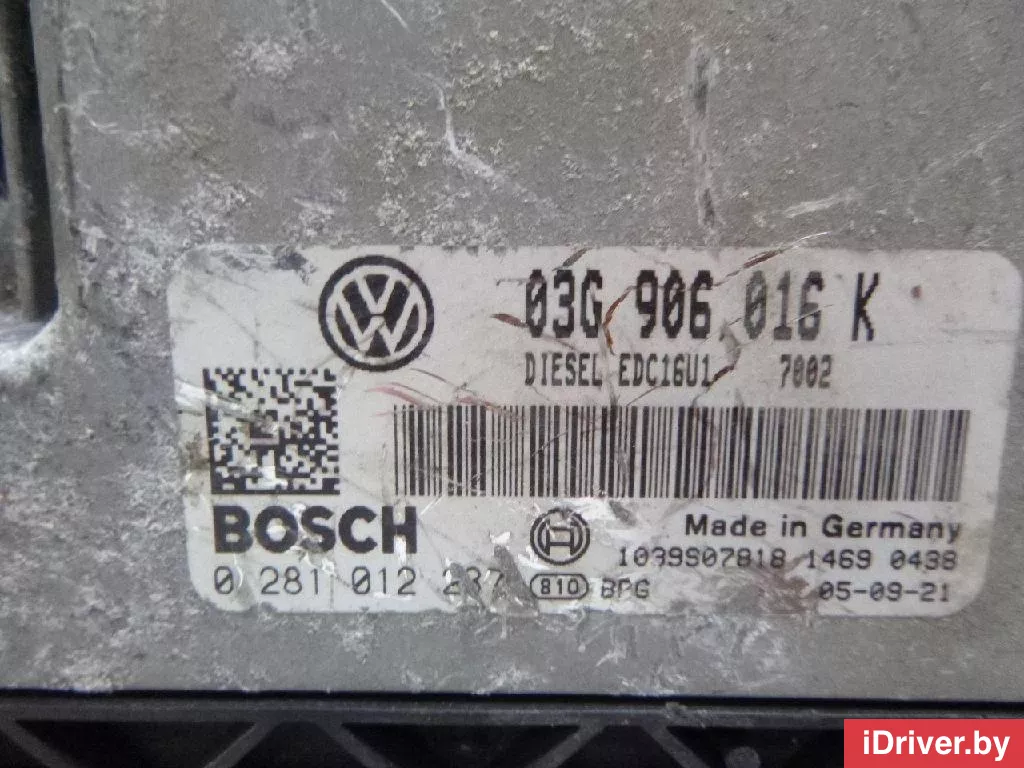 03G 906 016 K
DIESEL EDC16U1 7002
BOSCH
Made in Germany
1039S07818 1469 0438
0 281 012 237
810 BPG
05-09-21
iDriver.by